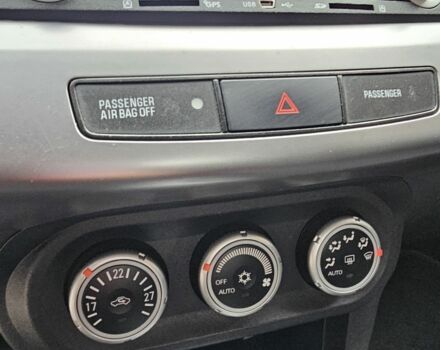 GPS USB
PASSENGER
AIR BAG OFF
PASSENGER
17 22 27
OFF
AUTO
AUTO